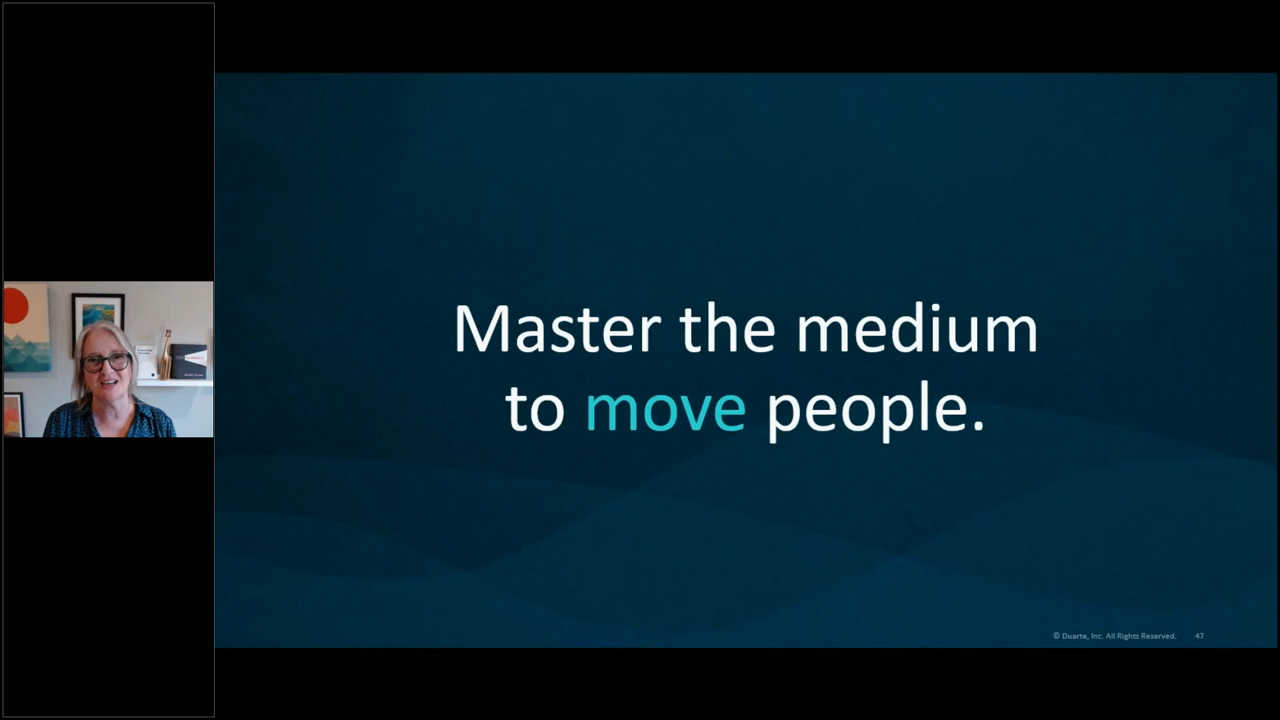 Master the medium
to move people.
© Duarte, Inc. All Rights Reserved. 47